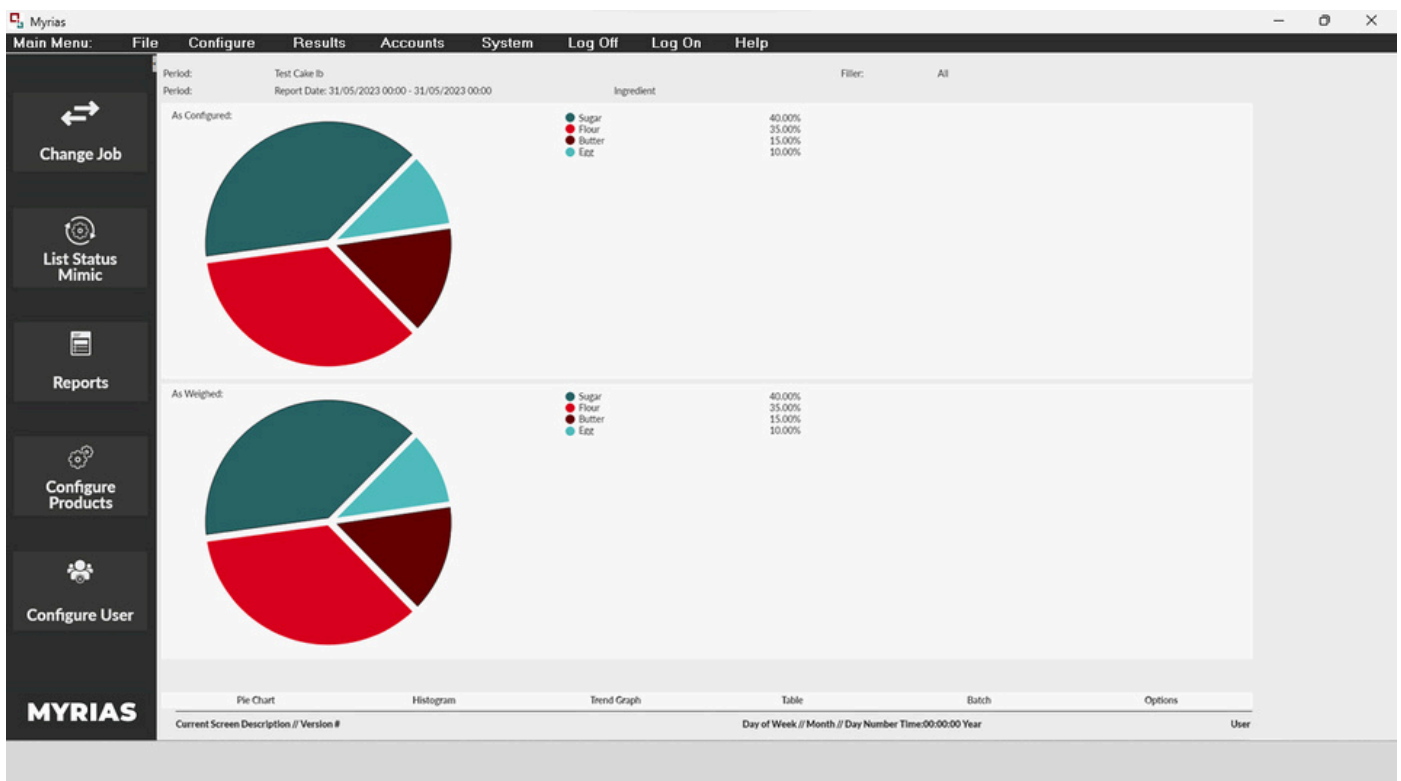 Myrias
Main Menu: File Configure Results Accounts System Log Off Log On Help
Period: Test Cake lb Filler: All
Period: Report Date: 31/05/2023 00:00 - 31/05/2023 00:00 Ingredient
Change Job
List Status
Mimic
Reports
Configure
Products
Configure User
MYRIAS
As Configured:
Sugar 40.00%
Flour 35.00%
Butter 15.00%
Egg 10.00%
As Weighed:
Sugar 40.00%
Flour 35.00%
Butter 15.00%
Egg 10.00%
Pie Chart Histogram Trend Graph Table Batch Options
Current Screen Description // Version # Day of Week // Month // Day Number Time:00:00:00 Year User